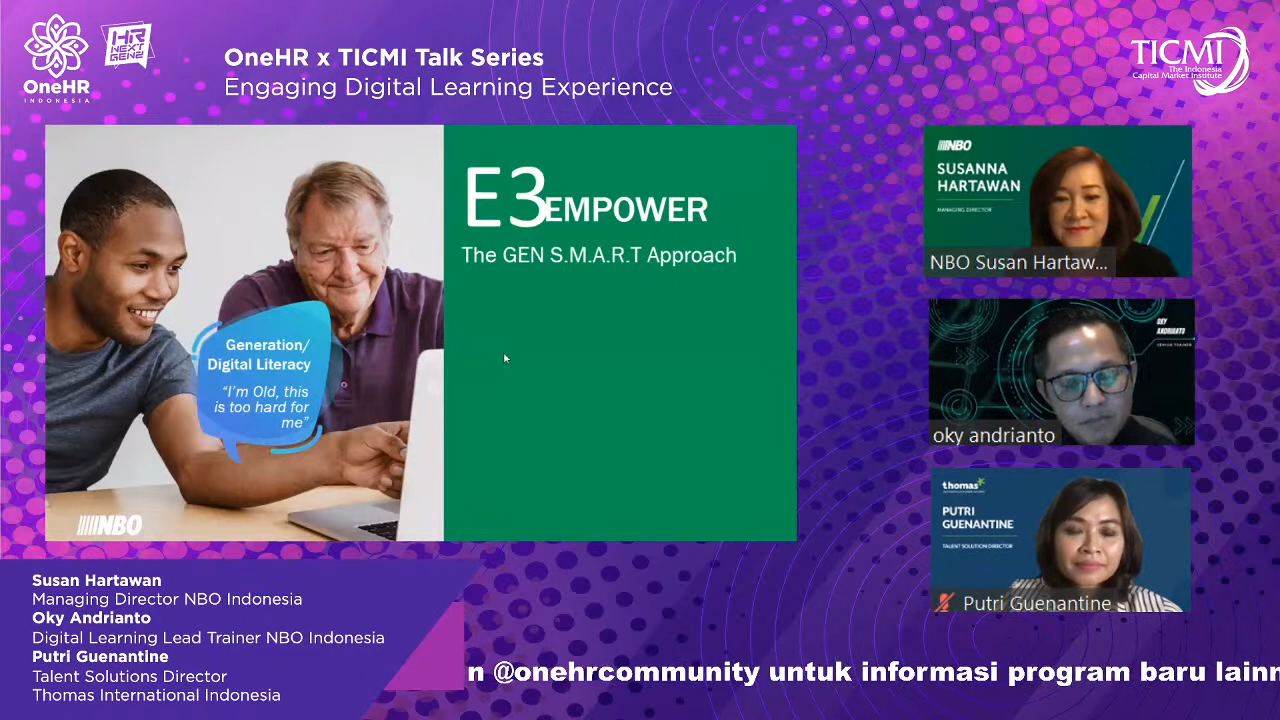 OneHR
INDONESIA
HR
NEXT
GEN2
OneHR x TICMI Talk Series
Engaging Digital Learning Experience
TICMI
The Indonesia
Capital Market Institute
E3 EMPOWER
The GEN S.M.A.R.T Approach
Generation/
Digital Literacy
“I’m Old, this
is too hard for
me”
NBO
NBO
SUSANNA
HARTAWAN
MANAGING DIRECTOR
NBO Susan Hartaw...
OKY
ANDRIANTO
SENIOR TRAINER
oky andrianto
thomas
PUTRI
GUENANTINE
TALENT SOLUTION DIRECTOR
Putri Guenantine
Susan Hartawan
Managing Director NBO Indonesia
Oky Andrianto
Digital Learning Lead Trainer NBO Indonesia
Putri Guenantine
Talent Solutions Director
Thomas International Indonesia
n @onehrcommunity untuk informasi program baru lainn